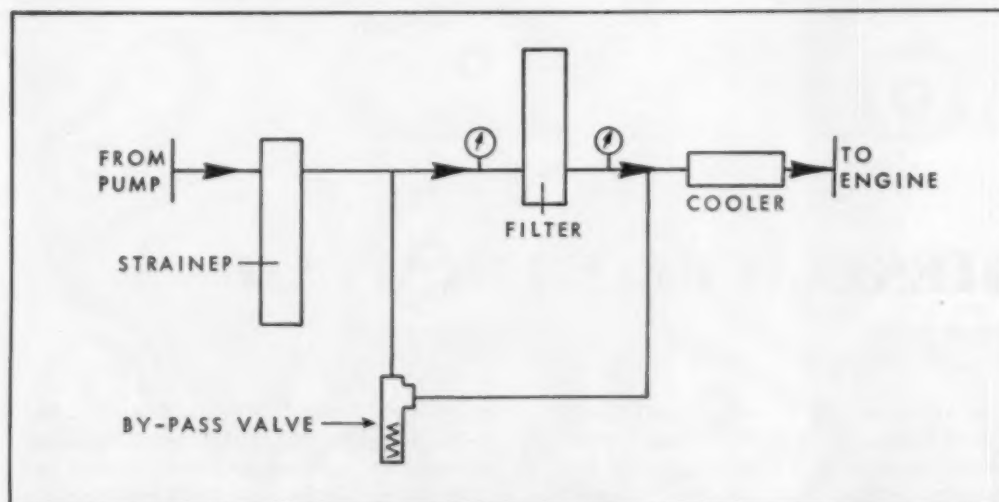 FROM
PUMP
STRAINEP
FILTER
COOLER
TO
ENGINE
BY-PASS VALVE